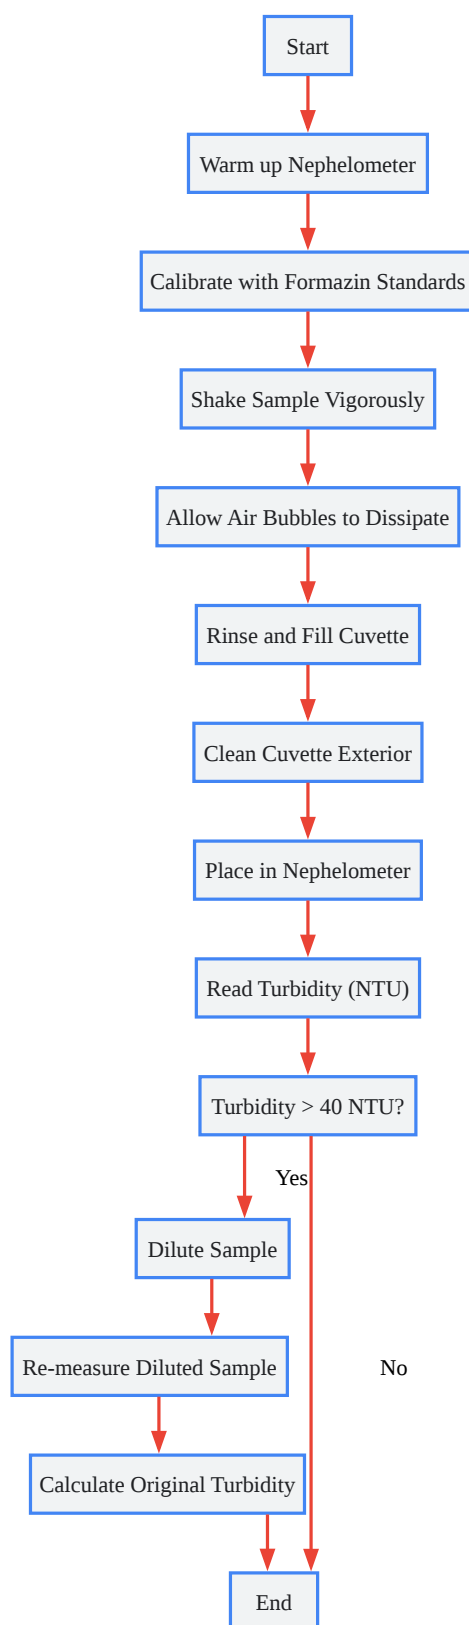 Start
Warm up Nephelometer
Calibrate with Formazin Standards
Shake Sample Vigorously
Allow Air Bubbles to Dissipate
Rinse and Fill Cuvette
Clean Cuvette Exterior
Place in Nephelometer
Read Turbidity (NTU)
Turbidity > 40 NTU?
Yes
Dilute Sample
Re-measure Diluted Sample
No
Calculate Original Turbidity
End